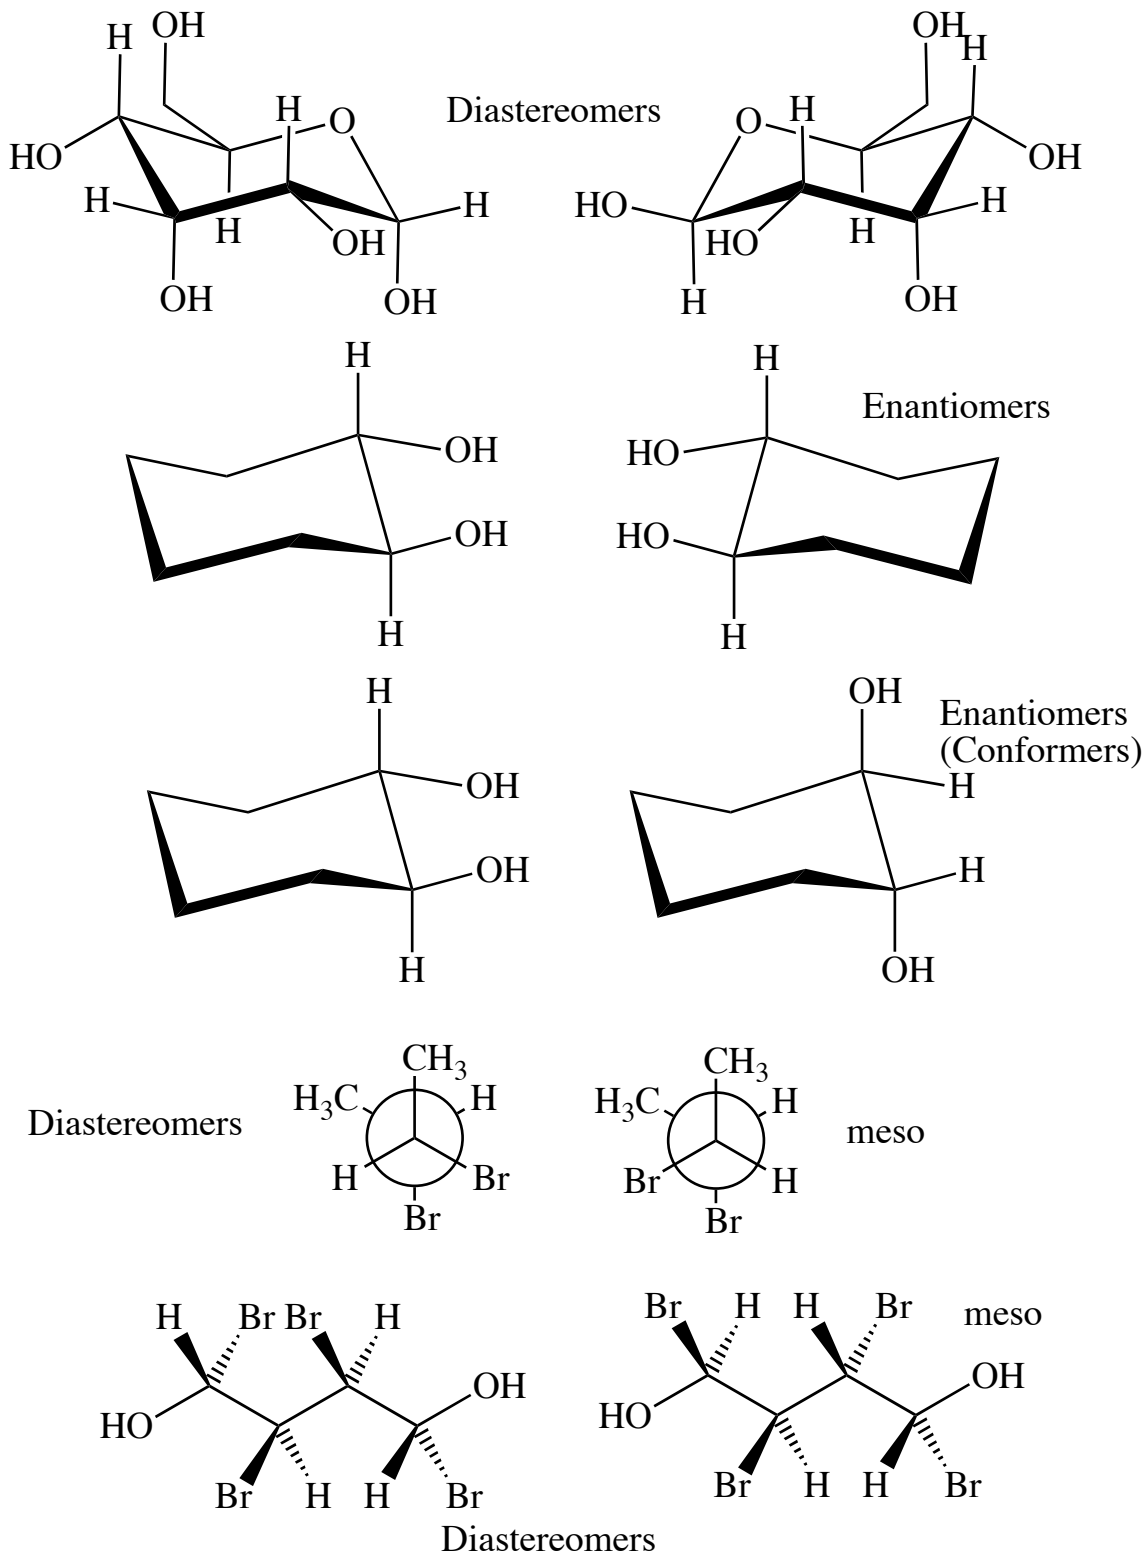 H OH OH H
H O Diastereomers O H
HO OH
H H HO H
H OH HO H
OH OH H OH
H H
Enantiomers
OH HO
OH HO
H H
H OH
Enantiomers
(Conformers)
OH H
OH H
H OH
CH3 CH3
H3C H H3C H
Diastereomers meso
H Br Br H
Br Br
H Br Br H Br H H Br meso
OH OH
HO HO
Br H H Br Br H H Br
Diastereomers